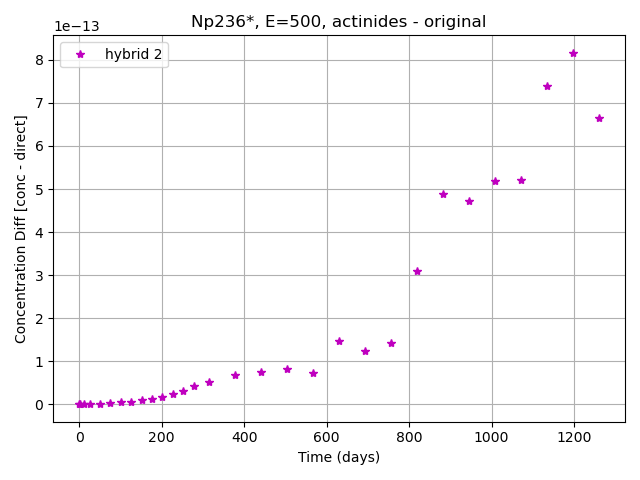 Np236*, E=500, actinides - original
1e−13
hybrid 2
8
7
6
5
4
3
2
1
0
Concentration Diff [conc - direct]
0 200 400 600 800 1000 1200
Time (days)